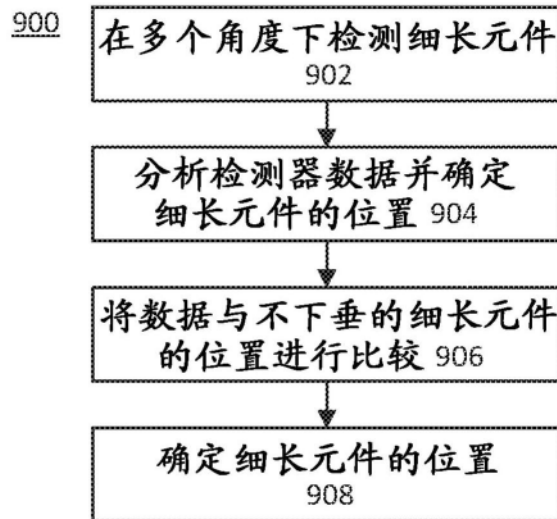 900
在多个角度下检测细长元件
902
分析检测器数据并确定
细长元件的位置 904
将数据与不下垂的细长元件
的位置进行比较 906
确定细长元件的位置
908